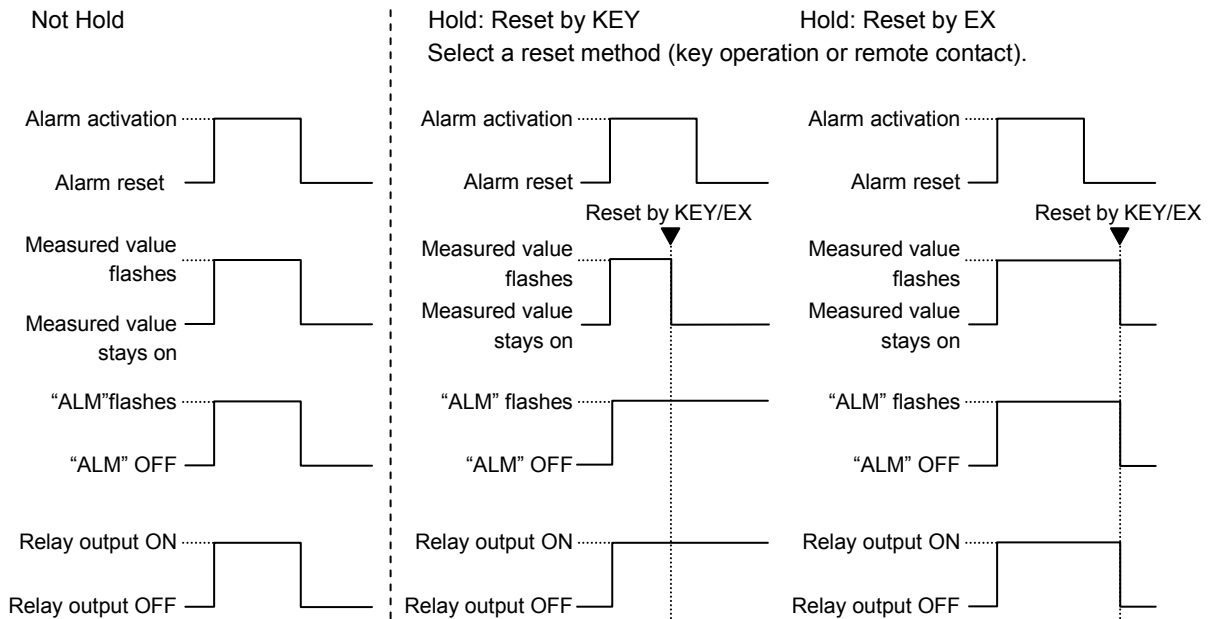 Not Hold
Hold: Reset by KEY
Hold: Reset by EX
Select a reset method (key operation or remote contact).
Alarm activation
Alarm reset
Measured value
flashes
Measured value
stays on
“ALM”flashes
“ALM” OFF
Relay output ON
Relay output OFF
Alarm activation
Alarm reset
Reset by KEY/EX
Measured value
flashes
Measured value
stays on
“ALM” flashes
“ALM” OFF
Relay output ON
Relay output OFF
Alarm activation
Alarm reset
Reset by KEY/EX
Measured value
flashes
Measured value
stays on
“ALM” flashes
“ALM” OFF
Relay output ON
Relay output OFF